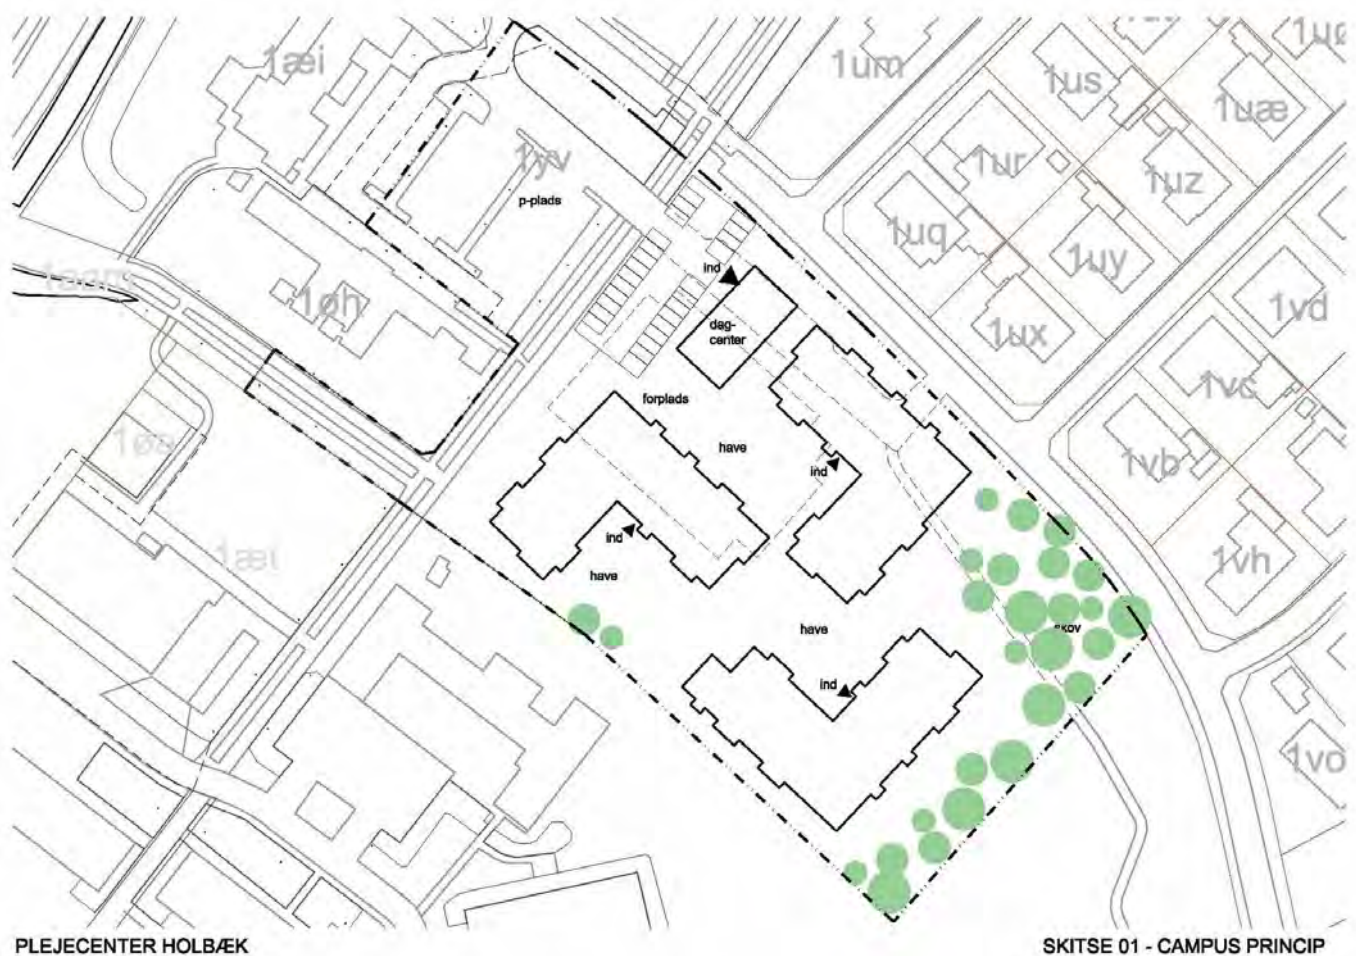 1æi
1um
1us
1uæ
1yv
1ur
1uz
p-plads
1uq
1uy
ind
1øh
1vd
1ux
dag-
center
1vc
forplads
have
1vb
ind
ind
1æi
1vh
have
have
skov
ind
1vo
PLEJECENTER HOLBÆK
SKITSE 01 - CAMPUS PRINCIP